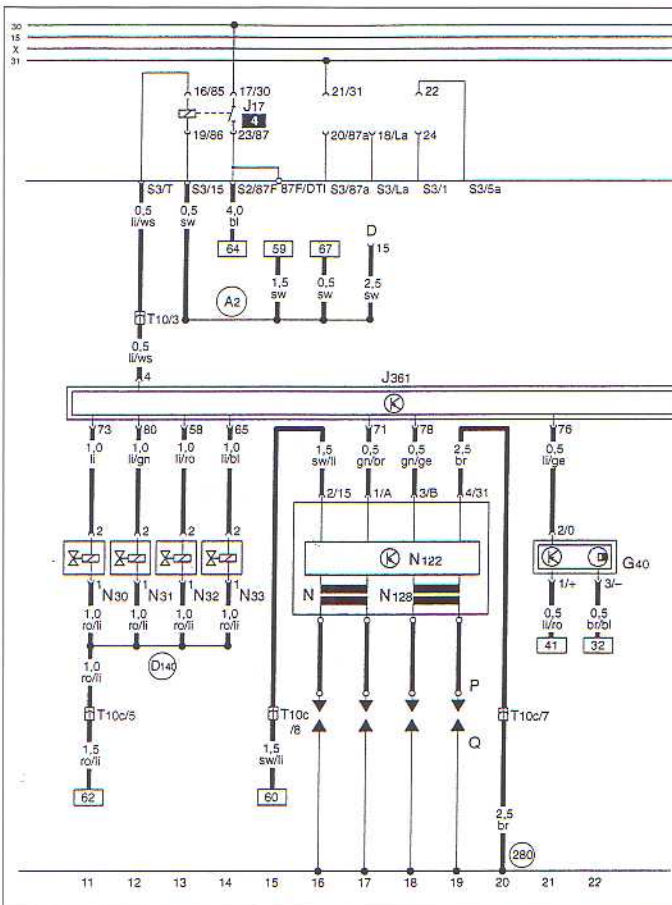 30
15
X
31
16/85 17/30 21/31 22
J17
4
19/86 23/87 20/87a 18/La 24
S3/T S3/15 S2/87F 87F/DTI S3/87a S3/La S3/1 S3/5a
0,5 li/ws
0,5 sw
4,0 bl
64
59
67
D
15
1,5 sw
0,5 sw
2,5 sw
A2
T10/3
0,5 li/ws
4
J361
73 80 58 65 71 78 76
1,0 li
1,0 li/gn
1,0 li/ro
1,0 li/bl
1,5 sw/li
0,5 gn/br
0,5 gn/ge
2,5 br
0,5 li/ge
2/15 1/A 3/B 4/31
2 2 2 2
2/0
N122
G40
1 N30 1 N31 1 N32 1 N33
N N128
1/+ 3/−
1,0 ro/li
1,0 ro/li
1,0 ro/li
1,0 ro/li
0,5 li/ro
0,5 br/bl
41
32
D140
1,0 ro/li
P
T10c/5
T10c/8
T10c/7
Q
1,5 ro/li
1,5 sw/li
62
60
2,5 br
280
11 12 13 14 15 16 17 18 19 20 21 22